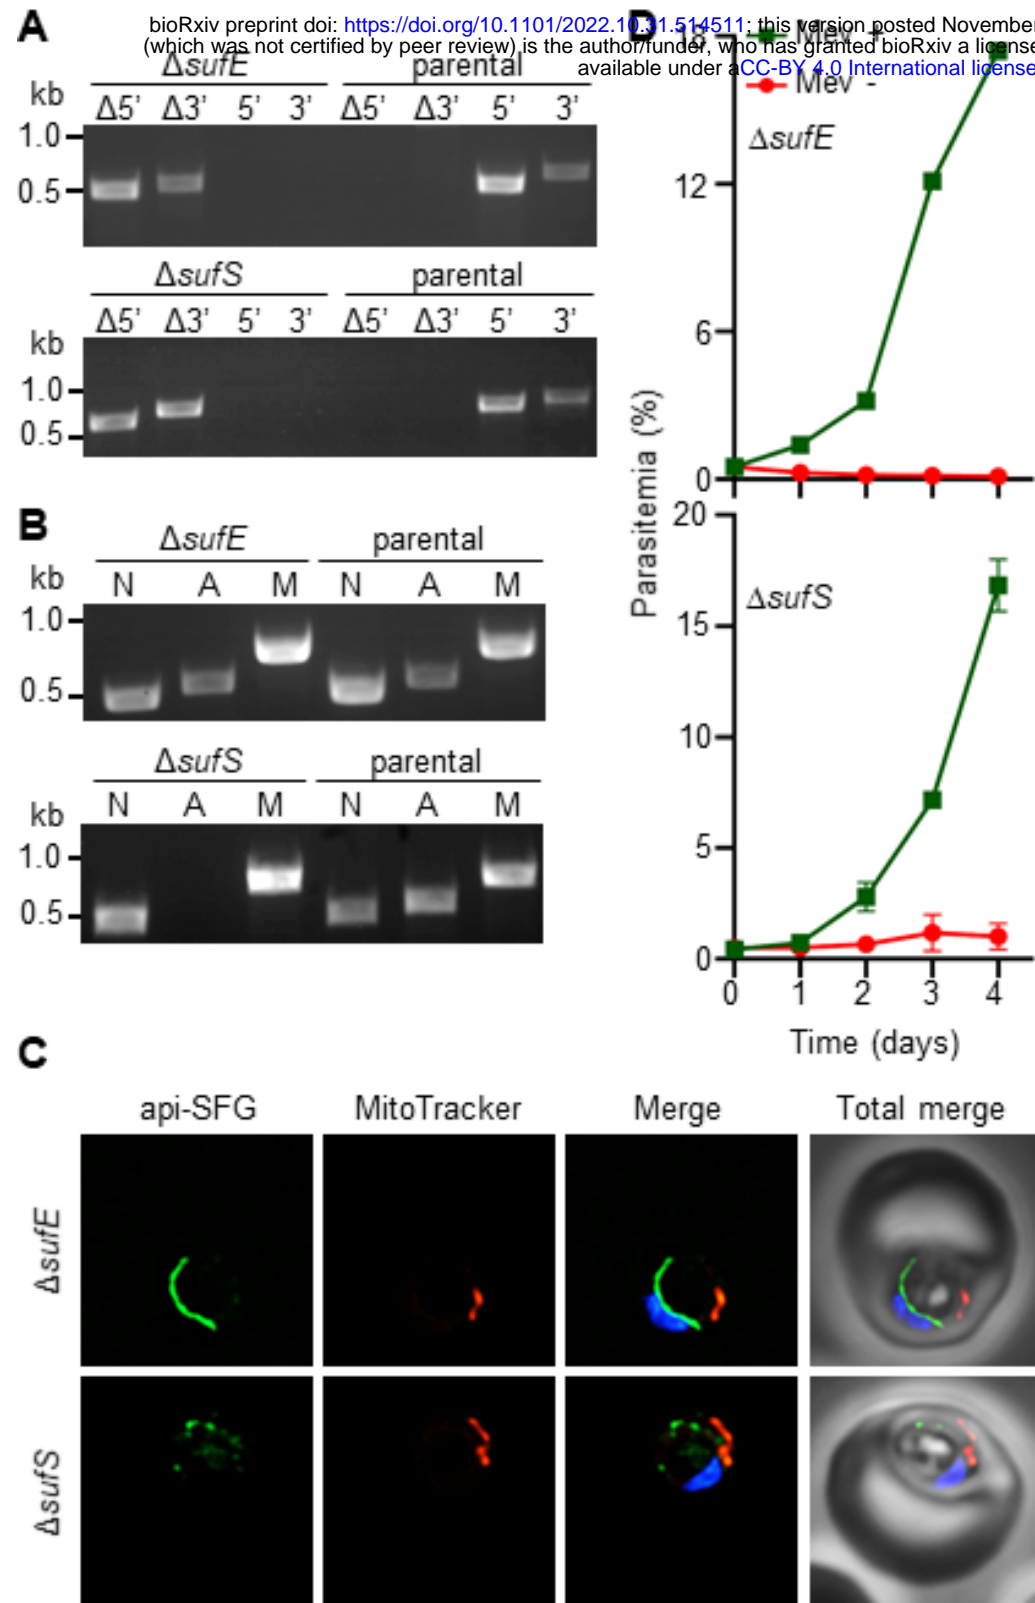 bioRxiv preprint doi: https://doi.org/10.1101/2022.10.31.514511; this version posted November
(which was not certified by peer review) is the author/funder, who has granted bioRxiv a license
available under aCC-BY 4.0 International license
A
ΔsufE parental
kb Δ5' Δ3' 5' 3' Δ5' Δ3' 5' 3'
1.0
0.5
ΔsufS parental
Δ5' Δ3' 5' 3' Δ5' Δ3' 5' 3'
kb
1.0
0.5
B
ΔsufE parental
kb N A M N A M
1.0
0.5
ΔsufS parental
kb N A M N A M
1.0
0.5
D
Mev +
Mev -
18
ΔsufE
12
6
0
Parasitemia (%)
20
ΔsufS
15
10
5
0
0 1 2 3 4
Time (days)
C
api-SFG MitoTracker Merge Total merge
ΔsufE
ΔsufS